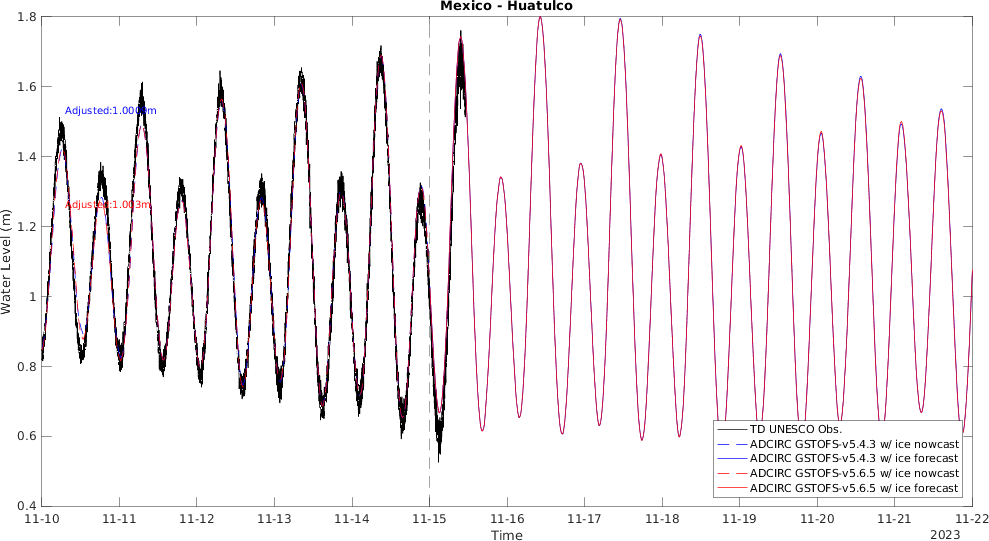 Mexico - Huatulco
1.8
1.6
1.4
1.2
1
0.8
0.6
0.4
Water Level (m)
Adjusted:1.0009m
Adjusted:1.003m
TD UNESCO Obs.
ADCIRC GSTOFS-v5.4.3 w/ ice nowcast
ADCIRC GSTOFS-v5.4.3 w/ ice forecast
ADCIRC GSTOFS-v5.6.5 w/ ice nowcast
ADCIRC GSTOFS-v5.6.5 w/ ice forecast
11-10 11-11 11-12 11-13 11-14 11-15 11-16 11-17 11-18 11-19 11-20 11-21 11-22
Time
2023